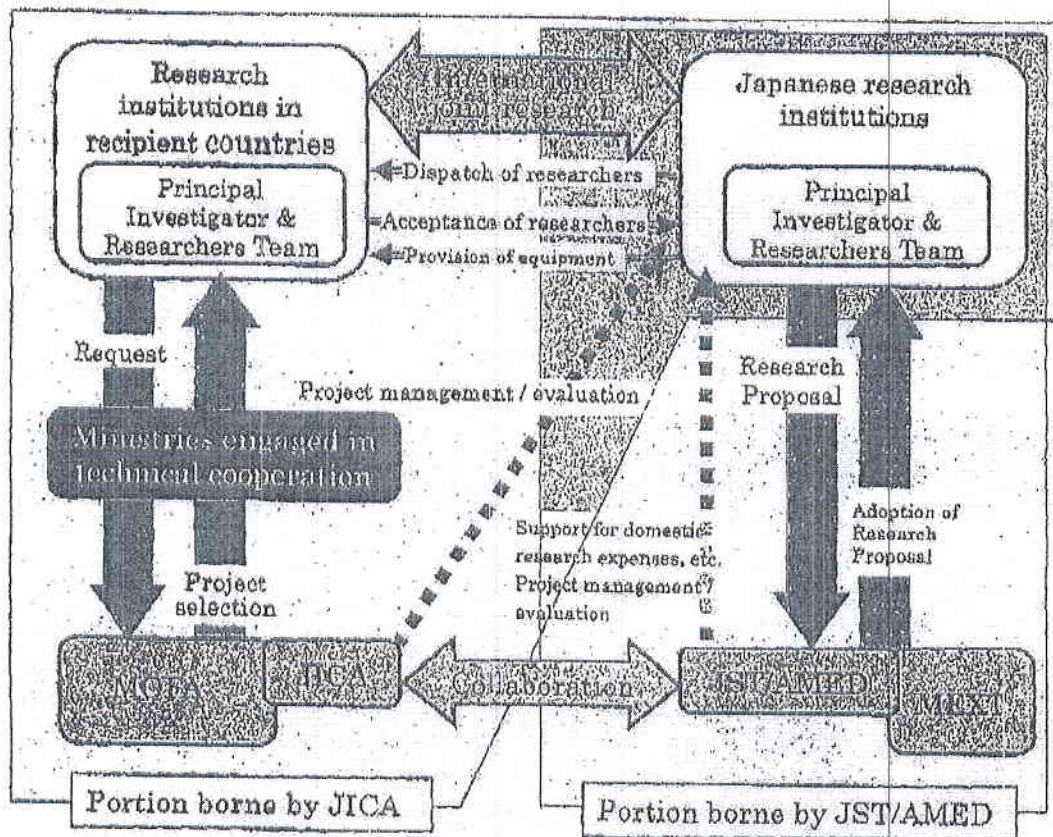 Research
institutions in
recipient countries
Principal
Investigator &
Researchers Team
International
joint research
Japanese research
institutions
Principal
Investigator &
Researchers Team
Dispatch of researchers
Acceptance of researchers
Provision of equipment
Request
Project management / evaluation
Research
Proposal
Ministries engaged in
technical cooperation
Project
selection
Support for domestic
research expenses, etc.
Project management /
evaluation
Adoption of
Research
Proposal
MOFA
JICA
Collaboration
JST/AMED
MEXT
Portion borne by JICA
Portion borne by JST/AMED